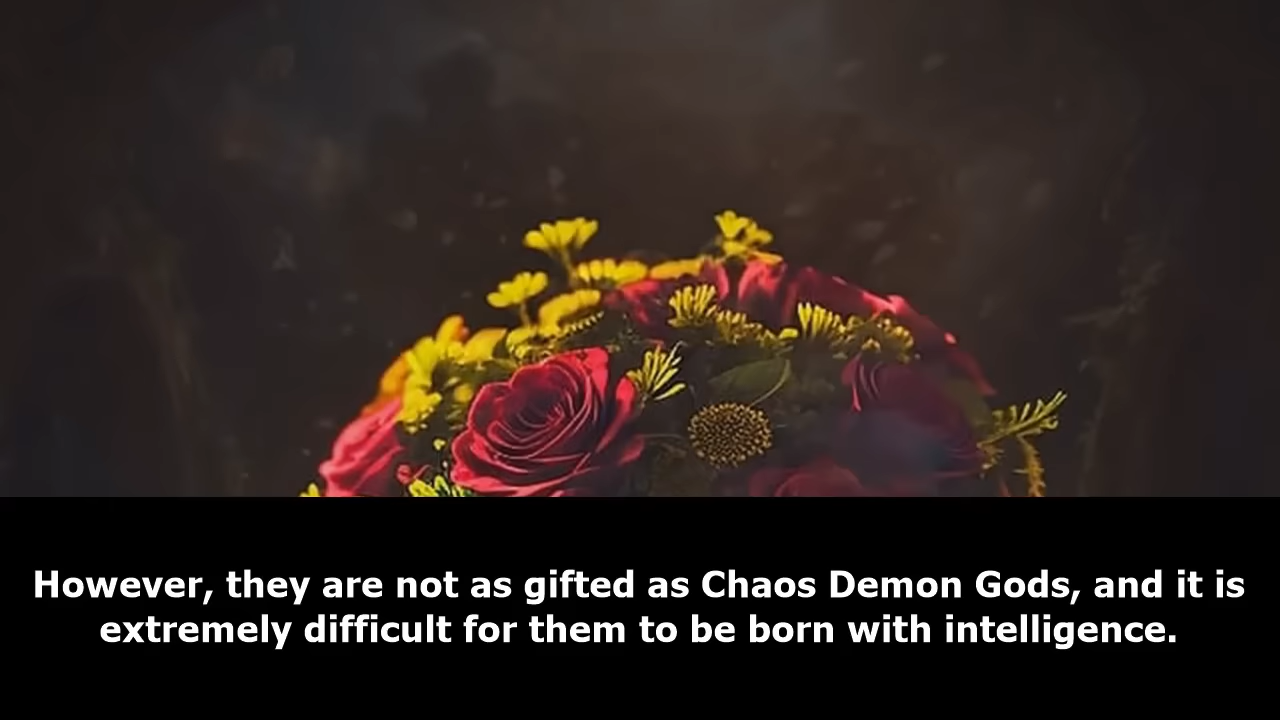 However, they are not as gifted as Chaos Demon Gods, and it is
extremely difficult for them to be born with intelligence.